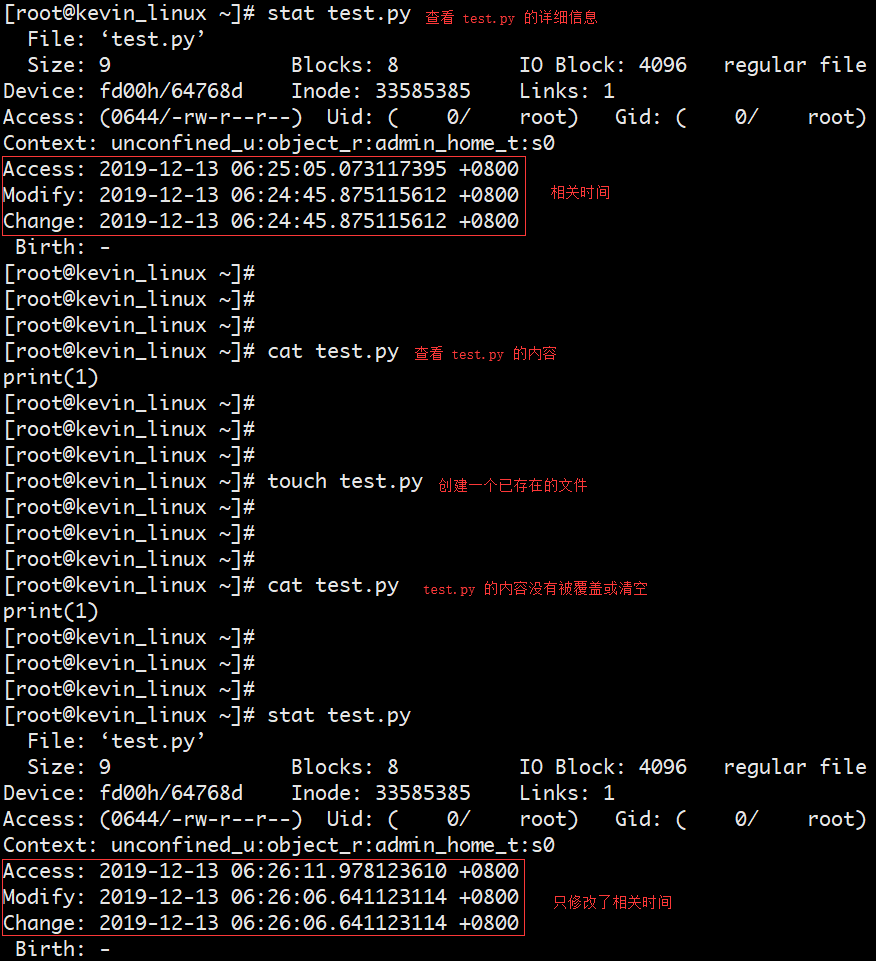 [root@kevin_linux ~]# stat test.py 查看 test.py 的详细信息
File: ‘test.py’
Size: 9 Blocks: 8 IO Block: 4096 regular file
Device: fd00h/64768d Inode: 33585385 Links: 1
Access: (0644/-rw-r--r--) Uid: ( 0/ root) Gid: ( 0/ root)
Context: unconfined_u:object_r:admin_home_t:s0
Access: 2019-12-13 06:25:05.073117395 +0800
Modify: 2019-12-13 06:24:45.875115612 +0800 相关时间
Change: 2019-12-13 06:24:45.875115612 +0800
Birth: -
[root@kevin_linux ~]#
[root@kevin_linux ~]#
[root@kevin_linux ~]#
[root@kevin_linux ~]# cat test.py 查看 test.py 的内容
print(1)
[root@kevin_linux ~]#
[root@kevin_linux ~]#
[root@kevin_linux ~]#
[root@kevin_linux ~]# touch test.py 创建一个已存在的文件
[root@kevin_linux ~]#
[root@kevin_linux ~]#
[root@kevin_linux ~]#
[root@kevin_linux ~]# cat test.py test.py 的内容没有被覆盖或清空
print(1)
[root@kevin_linux ~]#
[root@kevin_linux ~]#
[root@kevin_linux ~]#
[root@kevin_linux ~]# stat test.py
File: ‘test.py’
Size: 9 Blocks: 8 IO Block: 4096 regular file
Device: fd00h/64768d Inode: 33585385 Links: 1
Access: (0644/-rw-r--r--) Uid: ( 0/ root) Gid: ( 0/ root)
Context: unconfined_u:object_r:admin_home_t:s0
Access: 2019-12-13 06:26:11.978123610 +0800
Modify: 2019-12-13 06:26:06.641123114 +0800 只修改了相关时间
Change: 2019-12-13 06:26:06.641123114 +0800
Birth: -